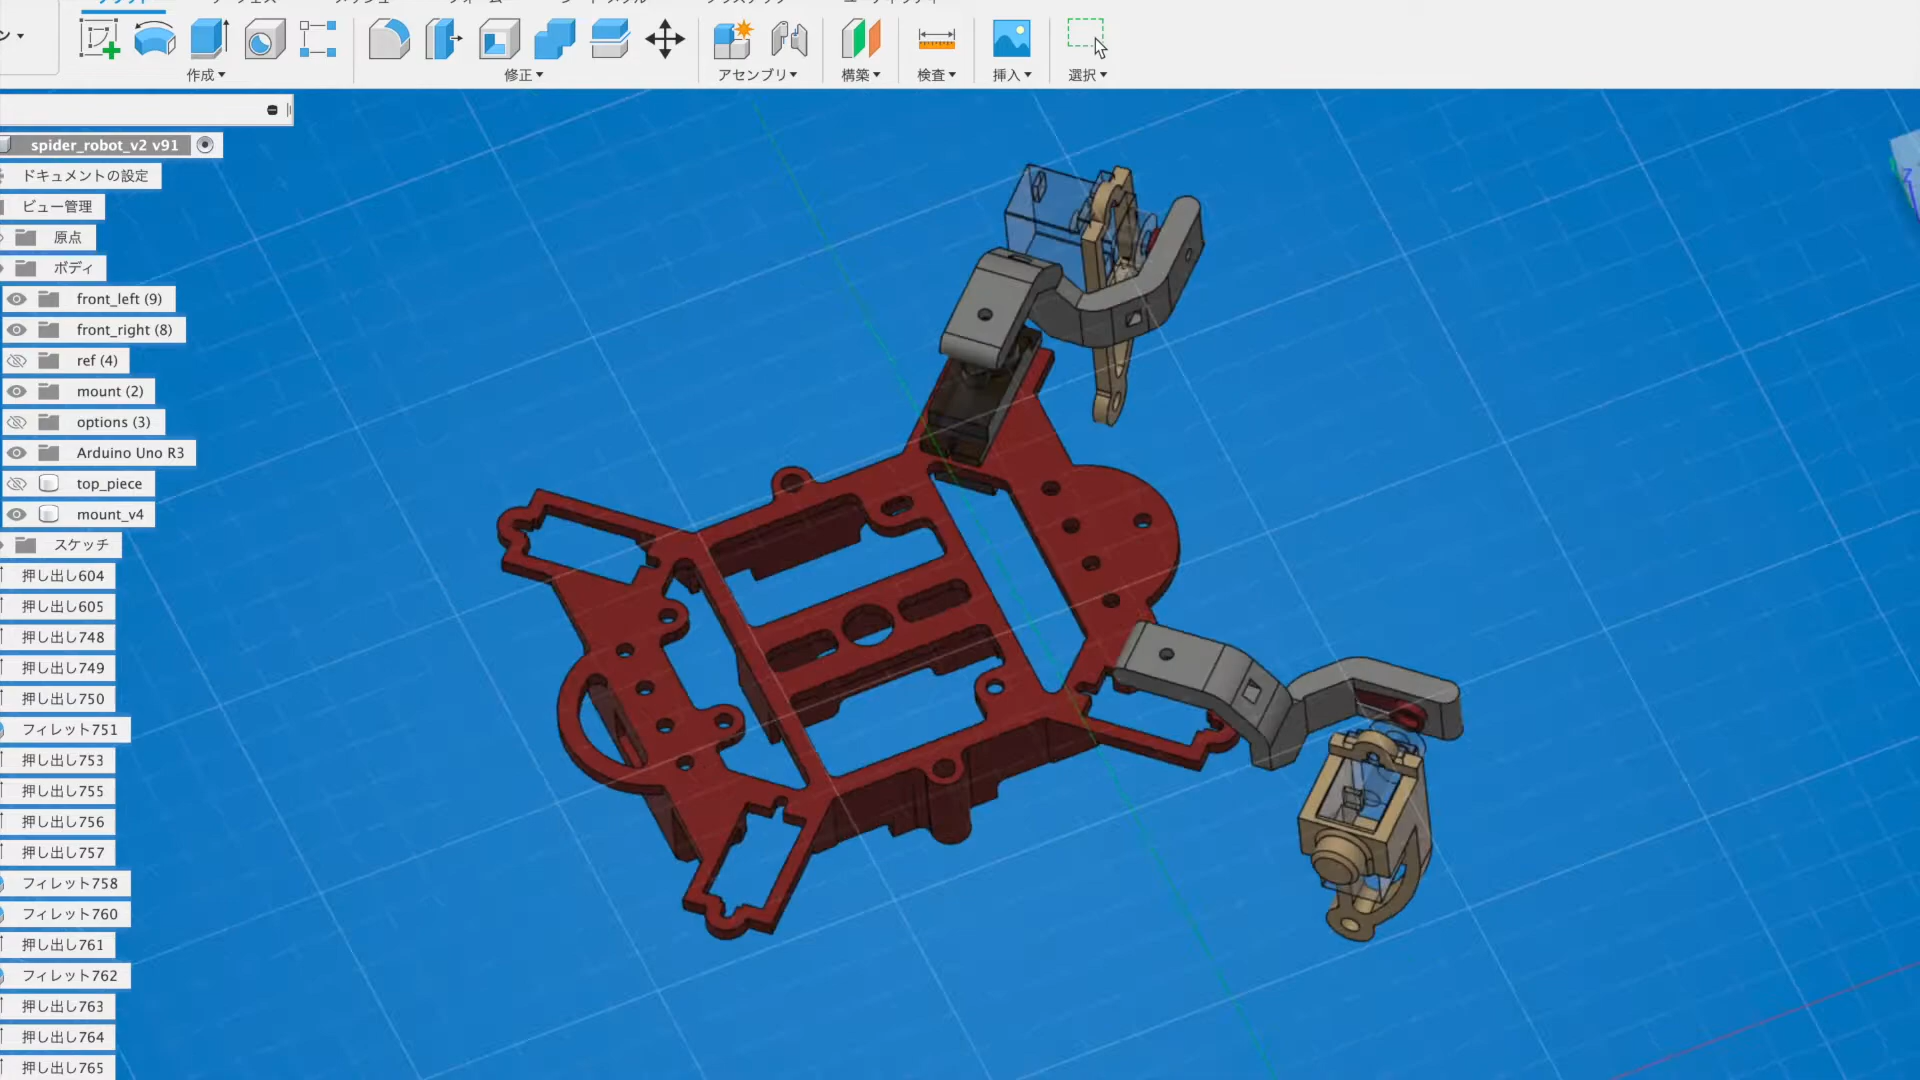 作成▼
修正▼
アセンブリ▼
構築▼
検査▼
挿入▼
選択▼
spider_robot_v2 v91
ドキュメントの設定
ビュー管理
原点
ボディ
front_left (9)
front_right (8)
ref (4)
mount (2)
options (3)
Arduino Uno R3
top_piece
mount_v4
スケッチ
押し出し604
押し出し605
押し出し748
押し出し749
押し出し750
フィレット751
押し出し753
押し出し755
押し出し756
押し出し757
フィレット758
フィレット760
押し出し761
フィレット762
押し出し763
押し出し764
押し出し765
Z